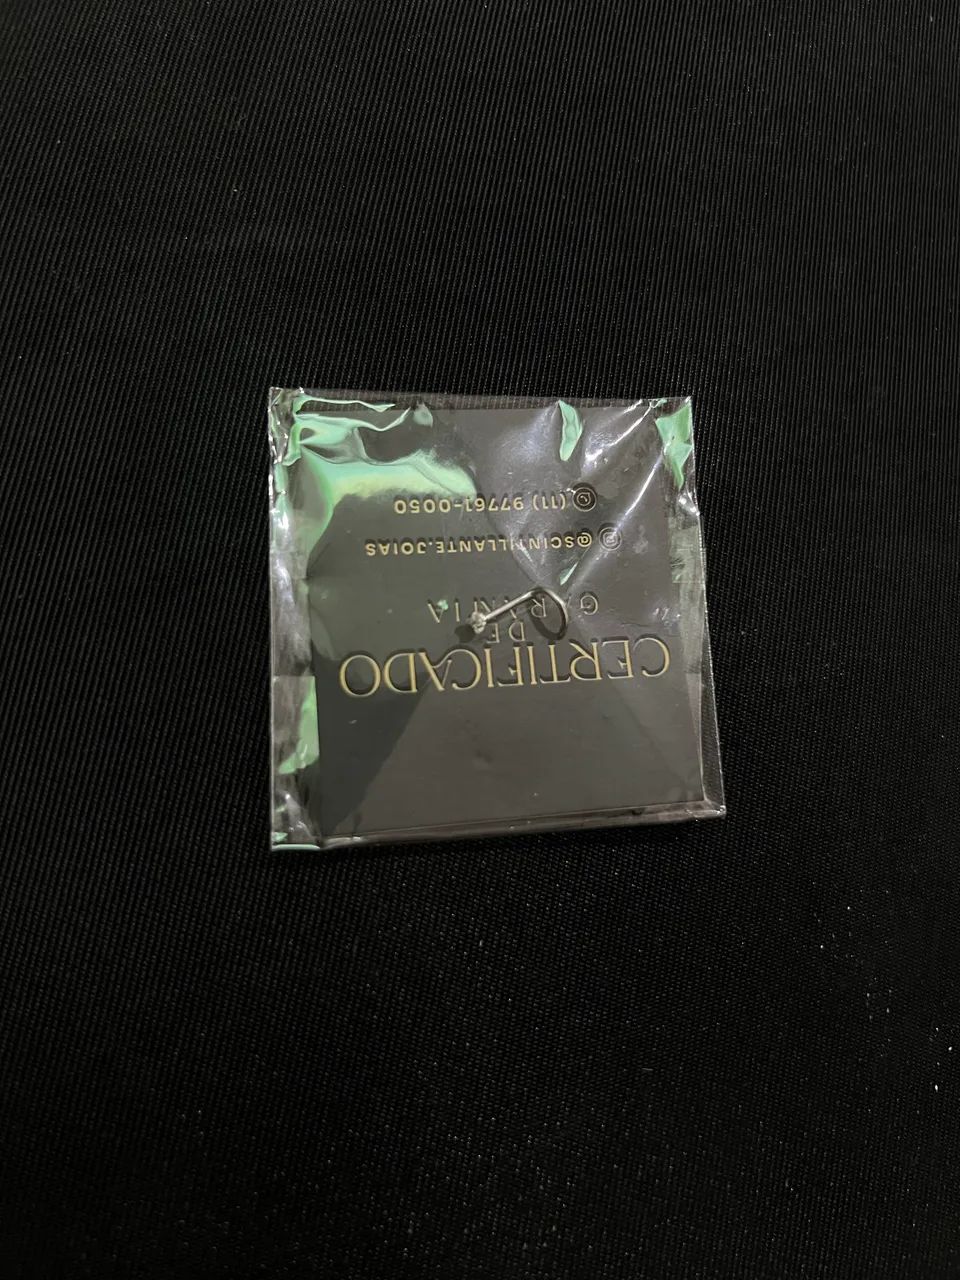 CERTIFICADO
DE
GARANTIA
@SCINTILLANTE.JOIAS
(11) 97761-0050